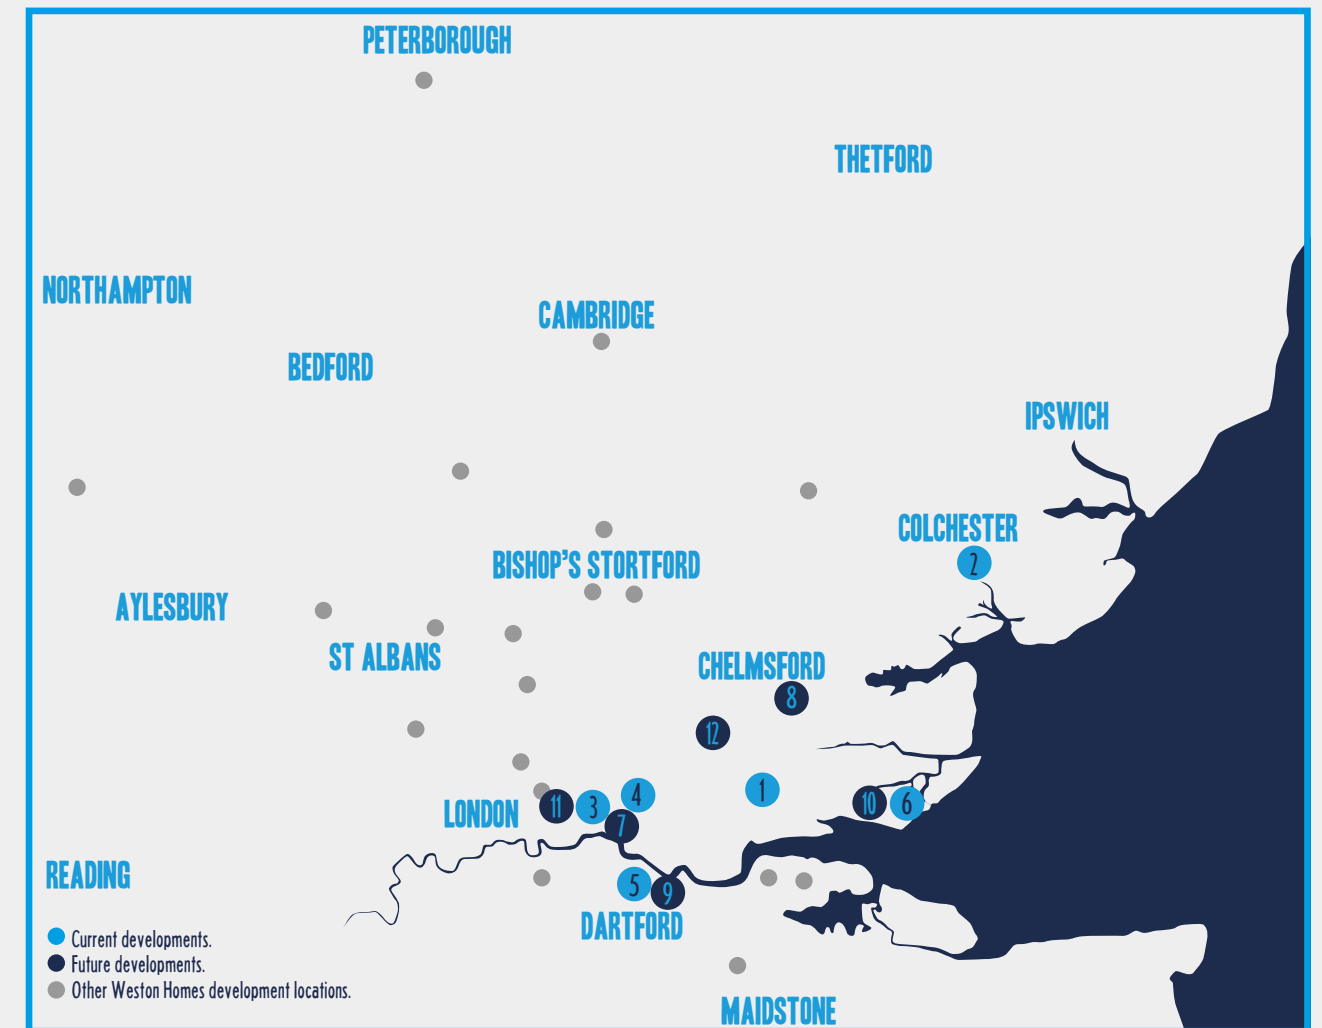 PETERBOROUGH
THETFORD
NORTHAMPTON
CAMBRIDGE
BEDFORD
IPSWICH
COLCHESTER
2
BISHOP'S STORTFORD
AYLESBURY
ST ALBANS
CHELMSFORD
8
12
1
4
11
3
10
6
LONDON
7
READING
5
9
DARTFORD
Current developments.
Future developments.
Other Weston Homes development locations.
MAIDSTONE